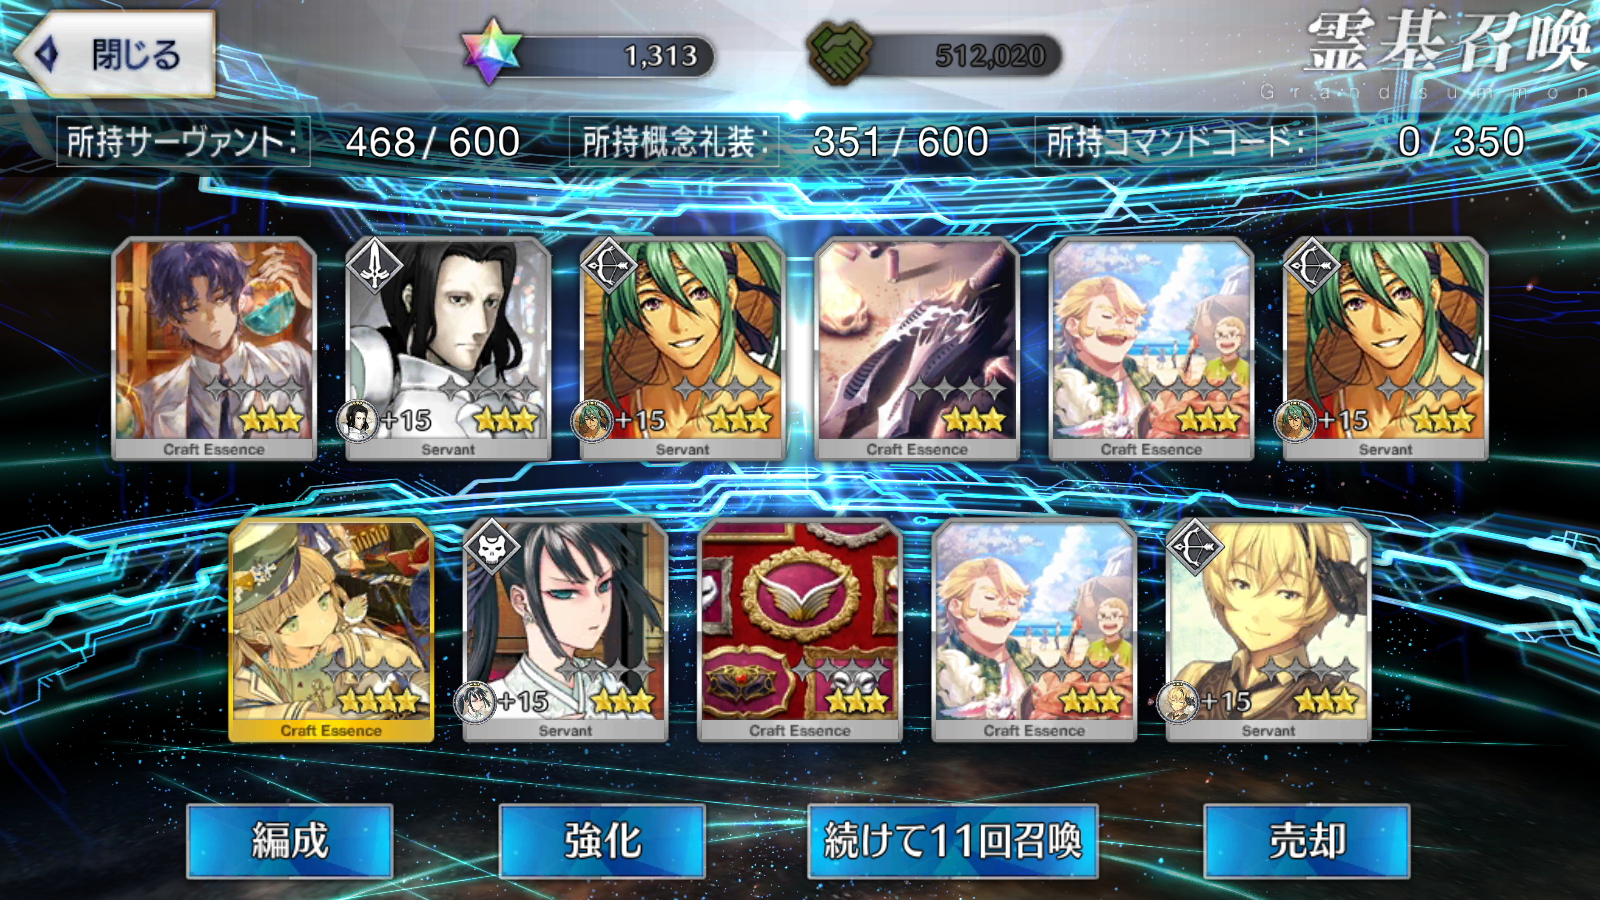 閉じる
1,313
512,020
霊基召喚
Grand summon
所持サーヴァント: 468 / 600
所持概念礼装: 351 / 600
所持コマンドコード: 0 / 350
Craft Essence
+15
Servant
+15
Servant
Craft Essence
Craft Essence
+15
Servant
Craft Essence
+15
Servant
Craft Essence
Craft Essence
+15
Servant
編成
強化
続けて11回召喚
売却